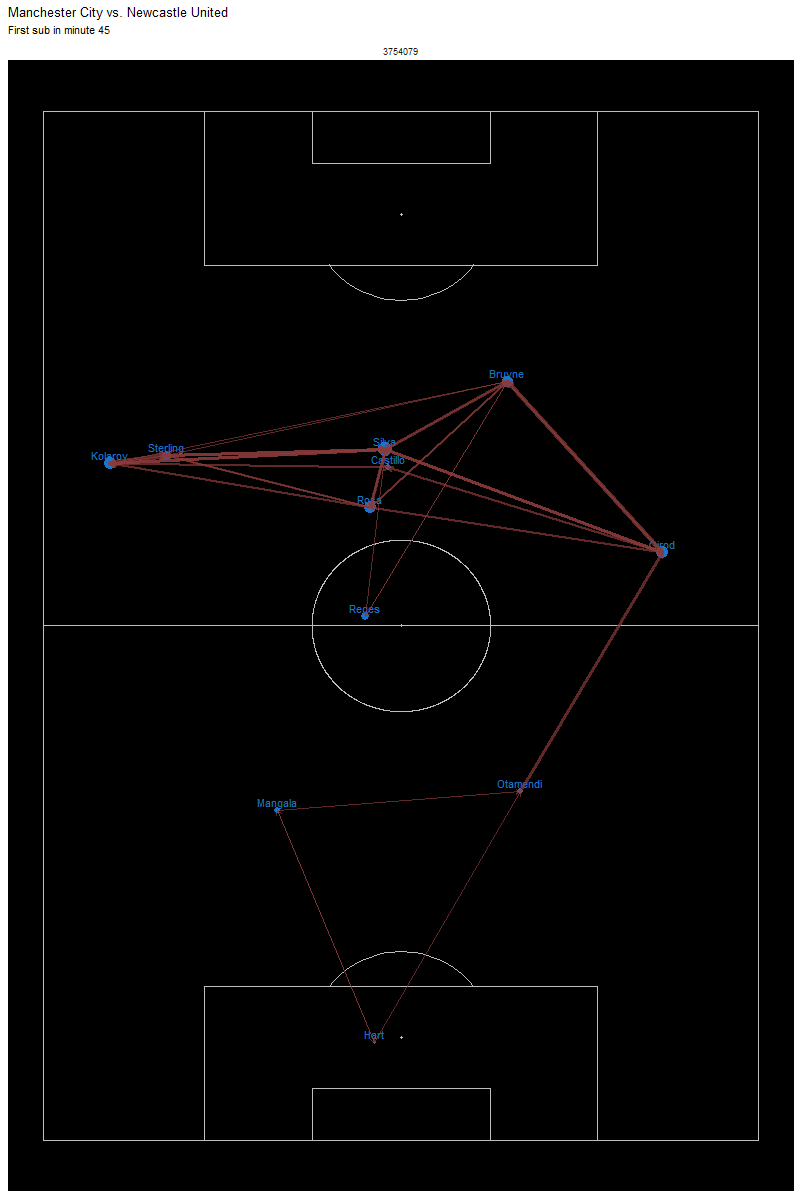 Manchester City vs. Newcastle United
First sub in minute 45
3754079
Bruyne
Silva
Sterling
Kolarov
Castillo
Rosa
Girod
Reges
Otamendi
Mangala
Hart